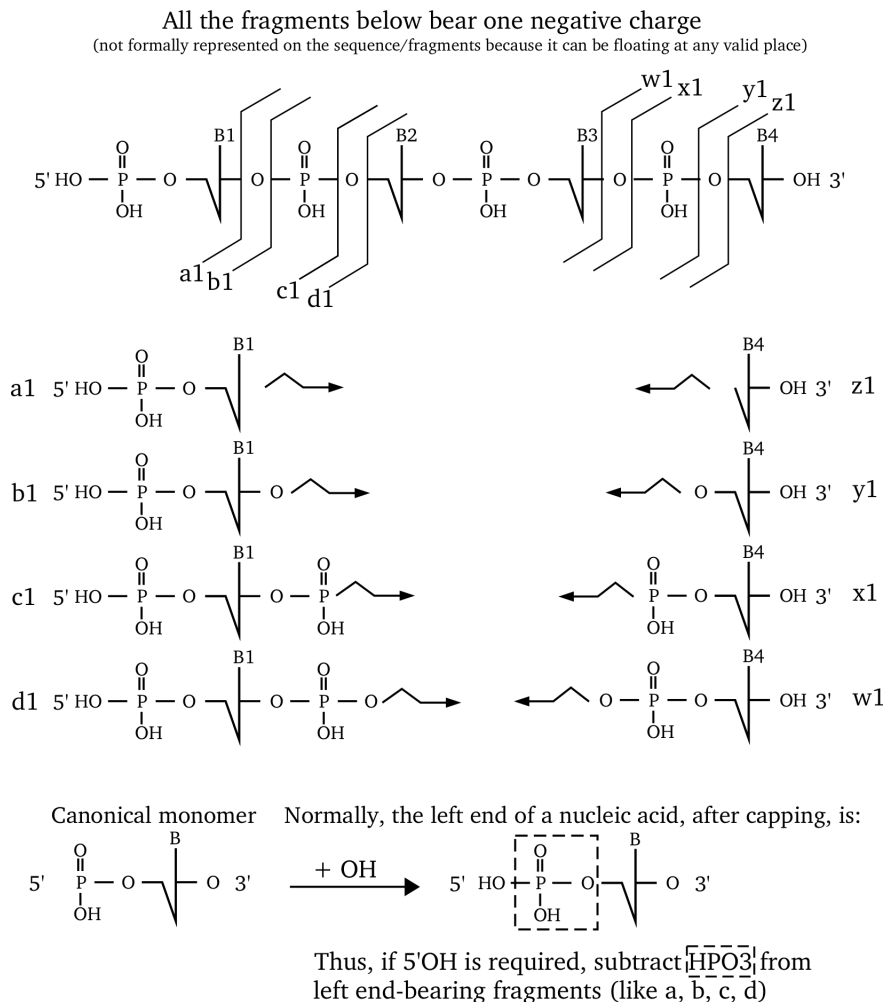 All the fragments below bear one negative charge
(not formally represented on the sequence/fragments because it can be floating at any valid place)
w1 x1 y1 z1
B1 B2 B3 B4
O O O
5' HO P O O P O O P O O P O OH 3'
OH OH OH
a1 b1 c1 d1
B1 B4
O
a1 5' HO P O OH 3' z1
OH
B1 B4
O
b1 5' HO P O O O OH 3' y1
OH
B1 B4
O O O
c1 5' HO P O O P P O OH 3' x1
OH OH OH
B1 B4
O O O
d1 5' HO P O O P O O P O OH 3' w1
OH OH OH
Canonical monomer Normally, the left end of a nucleic acid, after capping, is:
B B
O O
5' P O O 3' + OH 5' HO P O O 3'
OH OH
Thus, if 5'OH is required, subtract HPO3 from
left end-bearing fragments (like a, b, c, d)